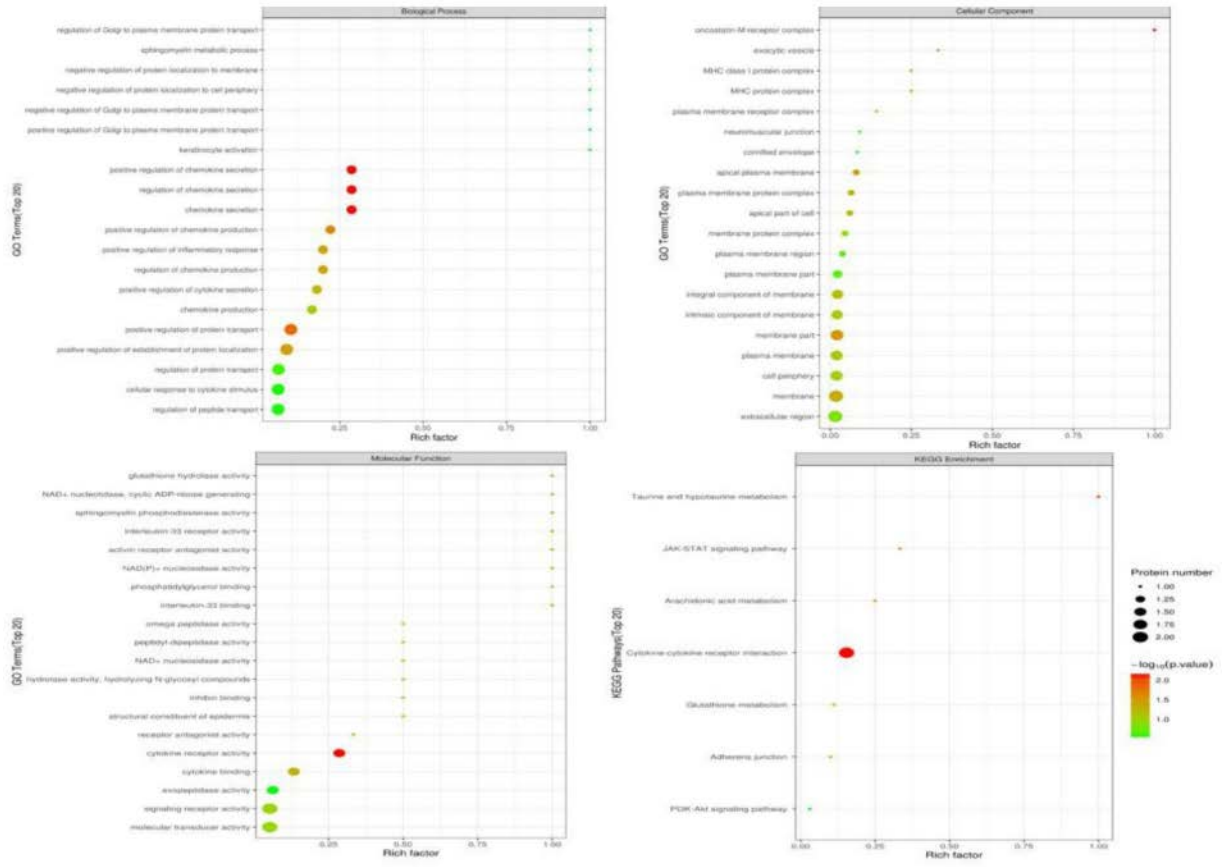 Biological Process
GO Terms(Top 20)
regulation of Golgi to plasma membrane protein transport
sphingomyelin metabolic process
negative regulation of protein localization to membrane
negative regulation of protein localization to cell periphery
negative regulation of Golgi to plasma membrane protein transport
positive regulation of Golgi to plasma membrane protein transport
keratinocyte activation
positive regulation of chemokine secretion
regulation of chemokine secretion
chemokine secretion
positive regulation of chemokine production
positive regulation of inflammatory response
regulation of chemokine production
positive regulation of cytokine secretion
chemokine production
positive regulation of protein transport
positive regulation of establishment of protein localization
regulation of protein transport
cellular response to cytokine stimulus
regulation of peptide transport
0.25 0.50 0.75 1.00
Rich factor
Cellular Component
GO Terms(Top 20)
oncostatin-M receptor complex
exocytic vesicle
MHC class I protein complex
MHC protein complex
plasma membrane receptor complex
neuromuscular junction
cornified envelope
apical plasma membrane
plasma membrane protein complex
apical part of cell
membrane protein complex
plasma membrane region
plasma membrane part
integral component of membrane
intrinsic component of membrane
membrane part
plasma membrane
cell periphery
membrane
extracellular region
0.00 0.25 0.50 0.75 1.00
Rich factor
Molecular Function
GO Terms(Top 20)
glutathione hydrolase activity
NAD+ nucleotidase, cyclic ADP-ribose generating
sphingomyelin phosphodiesterase activity
interleukin-33 receptor activity
activin receptor antagonist activity
NAD(P)+ nucleosidase activity
phosphatidylglycerol binding
interleukin-33 binding
omega peptidase activity
peptidyl-dipeptidase activity
NAD+ nucleosidase activity
hydrolase activity, hydrolyzing N-glycosyl compounds
inhibin binding
structural constituent of epidermis
receptor antagonist activity
cytokine receptor activity
cytokine binding
exopeptidase activity
signaling receptor activity
molecular transducer activity
0.25 0.50 0.75 1.00
Rich factor
KEGG Enrichment
KEGG Pathways(Top 20)
Taurine and hypotaurine metabolism
JAK-STAT signaling pathway
Arachidonic acid metabolism
Cytokine-cytokine receptor interaction
Glutathione metabolism
Adherens junction
PI3K-Akt signaling pathway
0.00 0.25 0.50 0.75 1.00
Rich factor
Protein number
1.00
1.25
1.50
1.75
2.00
−log₁₀(p.value)
2.0
1.5
1.0